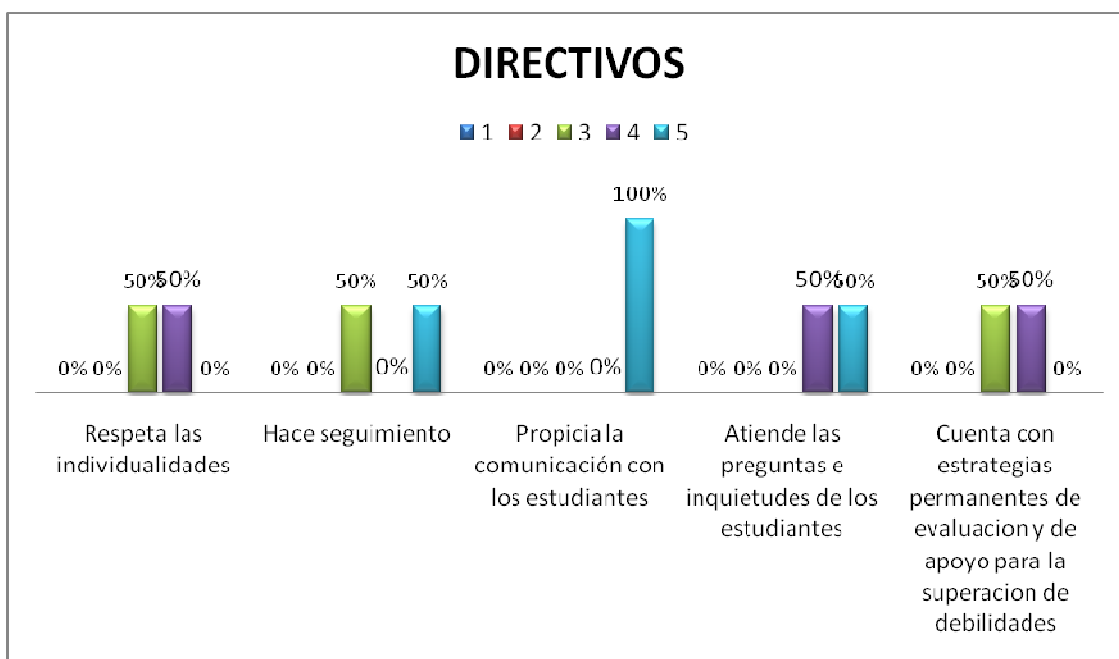 DIRECTIVOS
1 2 3 4 5
100%
50% 50% 50% 50% 50% 50% 50% 50%
0% 0% 0% 0% 0% 0% 0% 0% 0% 0% 0% 0% 0% 0% 0% 0%
Respeta las
individualidades
Hace seguimiento
Propicia la
comunicación con
los estudiantes
Atiende las
preguntas e
inquietudes de los
estudiantes
Cuenta con
estrategias
permanentes de
evaluacion y de
apoyo para la
superacion de
debilidades